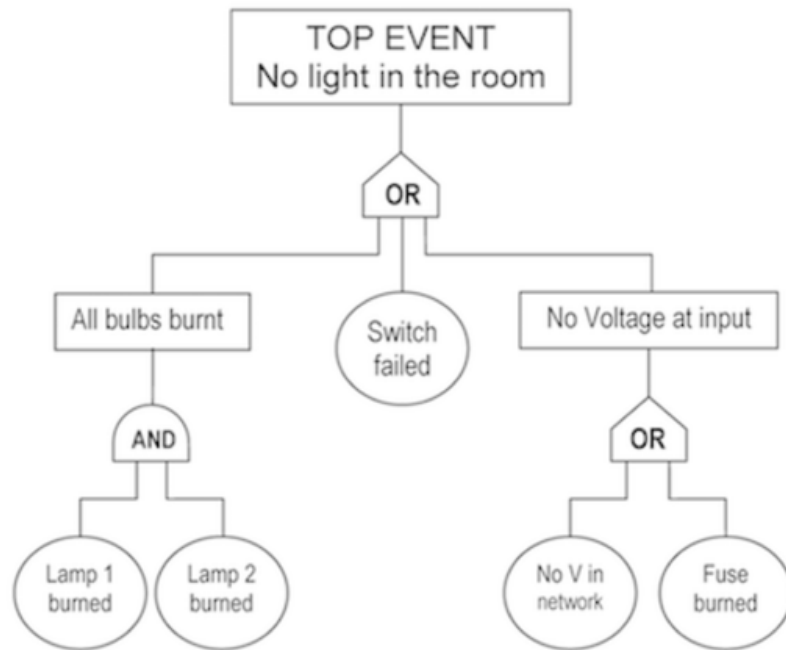 TOP EVENT
No light in the room
OR
All bulbs burnt
Switch
failed
No Voltage at input
AND
OR
Lamp 1
burned
Lamp 2
burned
No V in
network
Fuse
burned